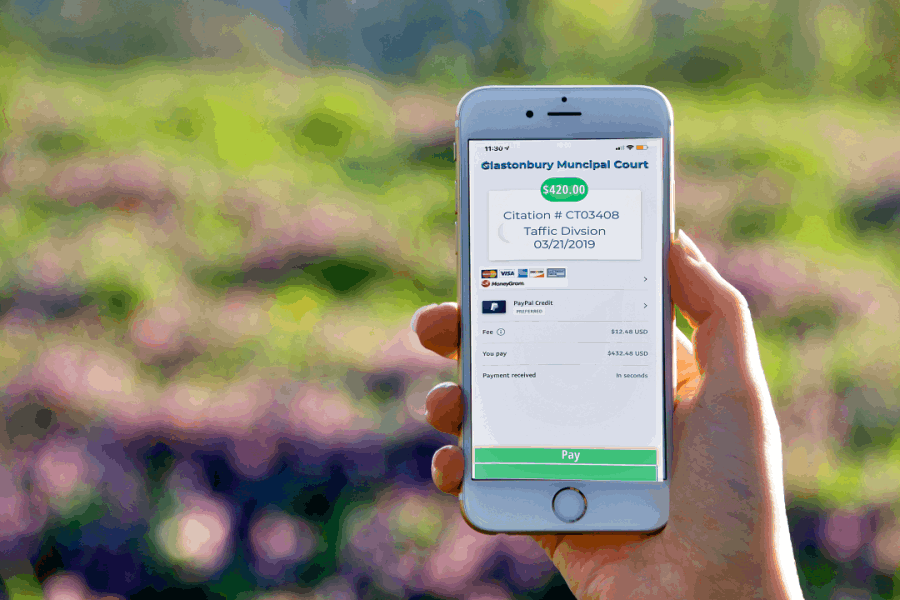 11:30
Glastonbury Muncipal Court
$420.00
Citation # CT03408
Taffic Divsion
03/21/2019
VISA
MoneyGram
PayPal Credit
PREFERRED
Fee $12.48 USD
You pay $432.48 USD
Payment received In seconds
Pay